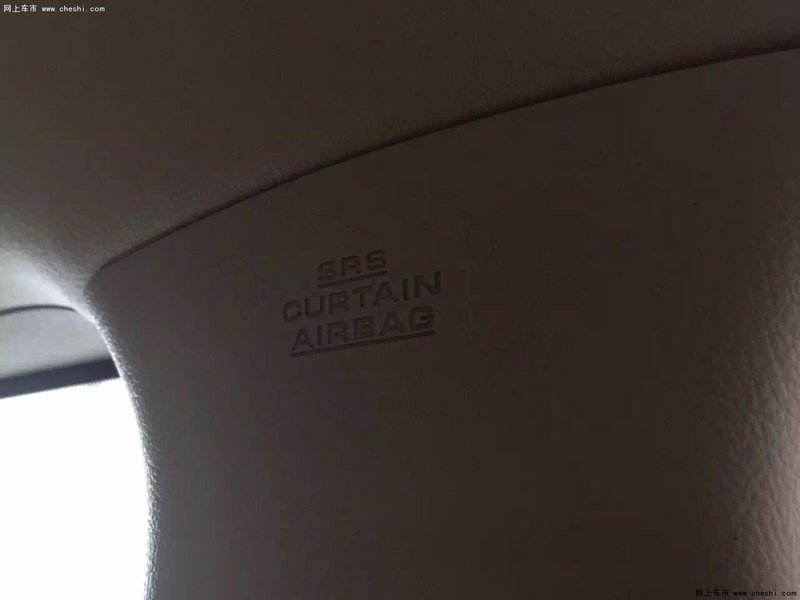 网上车市 www.cheshi.com
SRS
CURTAIN
AIRBAG
网上车市 www.cheshi.com